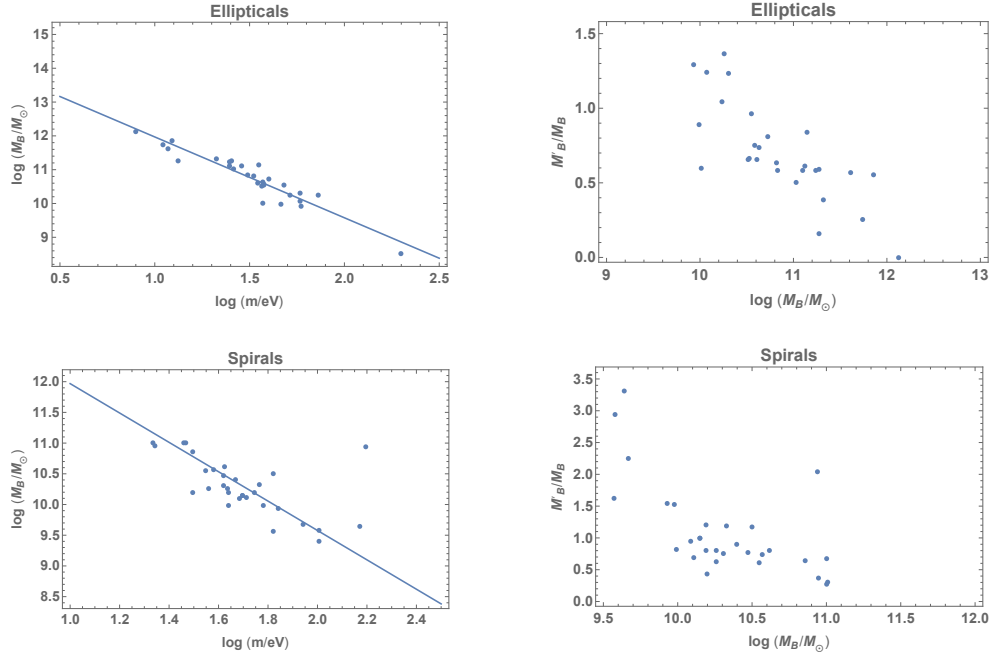 Ellipticals
15
14
13
12
11
10
9
log (M_B/M_☉)
0.5 1.0 1.5 2.0 2.5
log (m/eV)
Ellipticals
1.5
1.0
0.5
0.0
M'_B/M_B
9 10 11 12 13
log (M_B/M_☉)
Spirals
12.0
11.5
11.0
10.5
10.0
9.5
9.0
8.5
log (M_B/M_☉)
1.0 1.2 1.4 1.6 1.8 2.0 2.2 2.4
log (m/eV)
Spirals
3.5
3.0
2.5
2.0
1.5
1.0
0.5
0.0
M'_B/M_B
9.5 10.0 10.5 11.0 11.5 12.0
log (M_B/M_☉)